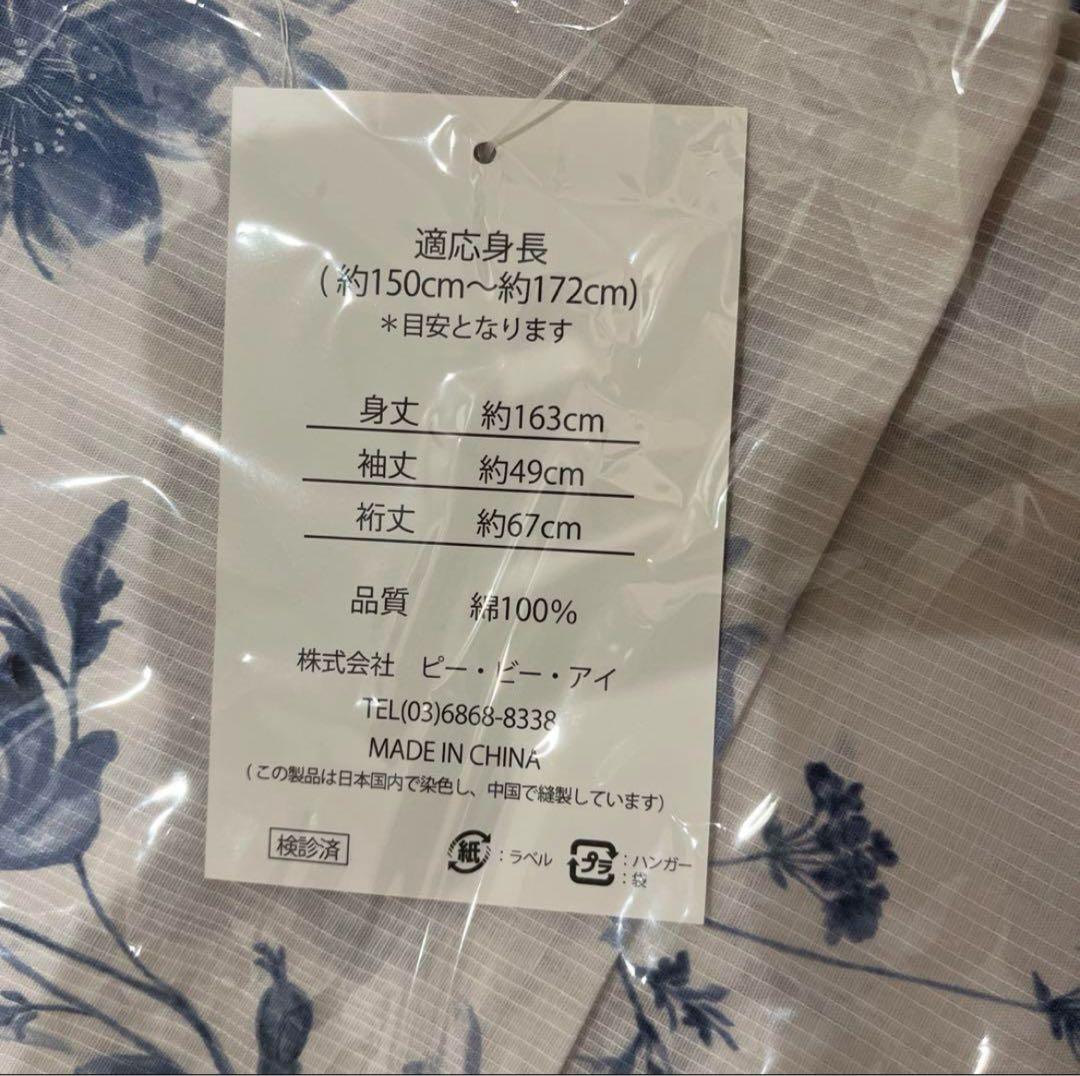 適応身長
(約150cm～約172cm)
＊目安となります
身丈 約163cm
袖丈 約49cm
裄丈 約67cm
品質 綿100%
株式会社 ピー・ビー・アイ
TEL(03)6868-8338
MADE IN CHINA
(この製品は日本国内で染色し、中国で縫製しています)
検診済
紙：ラベル
プラ：ハンガー
：袋